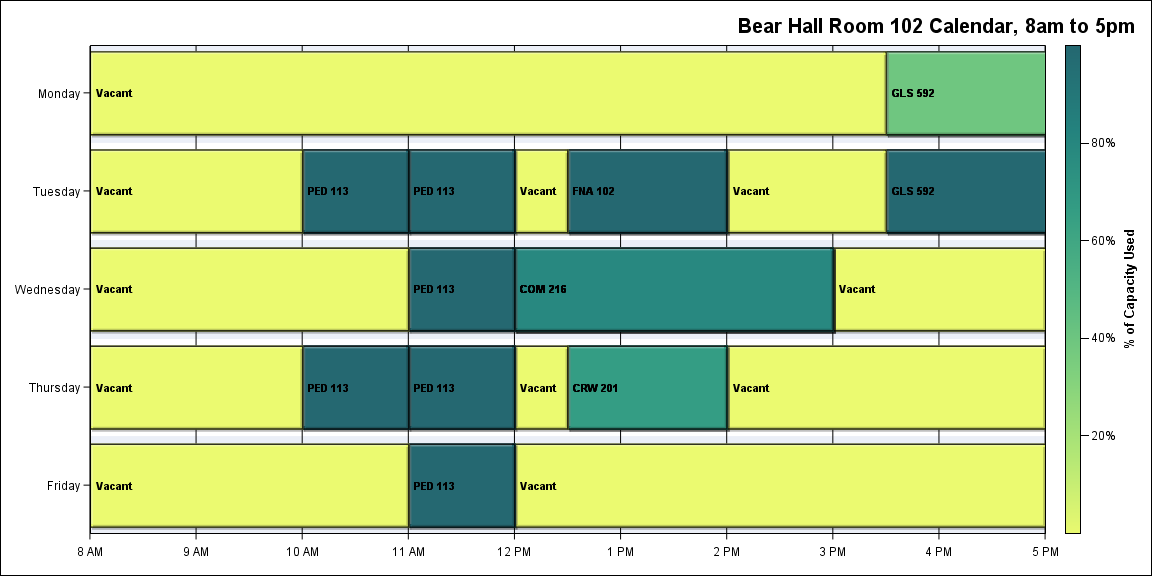 Bear Hall Room 102 Calendar, 8am to 5pm
Monday
Vacant
GLS 592
Tuesday
Vacant
PED 113
PED 113
Vacant
FNA 102
Vacant
GLS 592
Wednesday
Vacant
PED 113
COM 216
Vacant
Thursday
Vacant
PED 113
PED 113
Vacant
CRW 201
Vacant
Friday
Vacant
PED 113
Vacant
8 AM
9 AM
10 AM
11 AM
12 PM
1 PM
2 PM
3 PM
4 PM
5 PM
80%
60%
40%
20%
% of Capacity Used